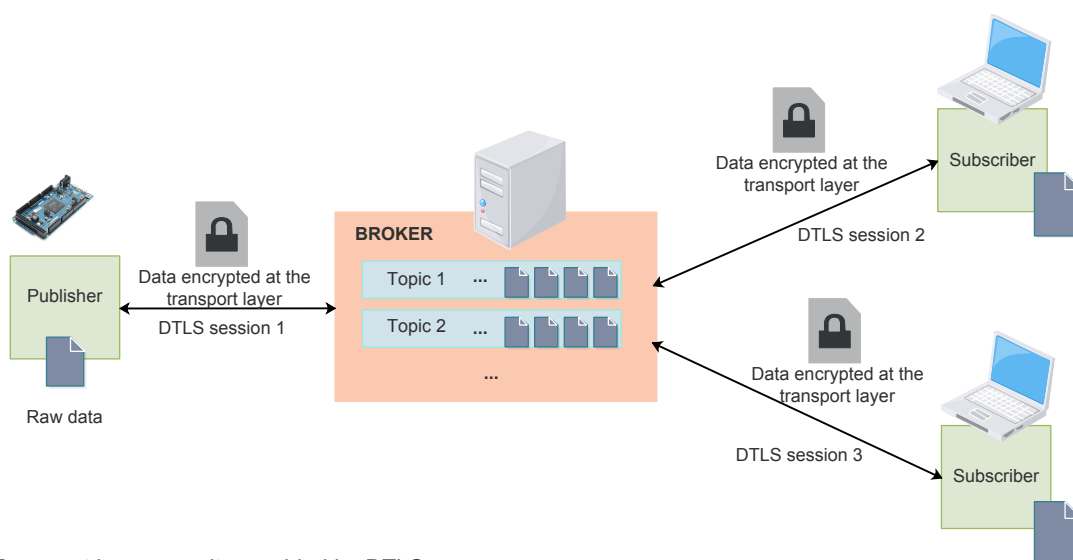 Data encrypted at the
transport layer
Subscriber
DTLS session 2
BROKER
Data encrypted at the
transport layer
DTLS session 1
Publisher
Raw data
Topic 1 ...
Topic 2 ...
...
Data encrypted at the
transport layer
DTLS session 3
Subscriber